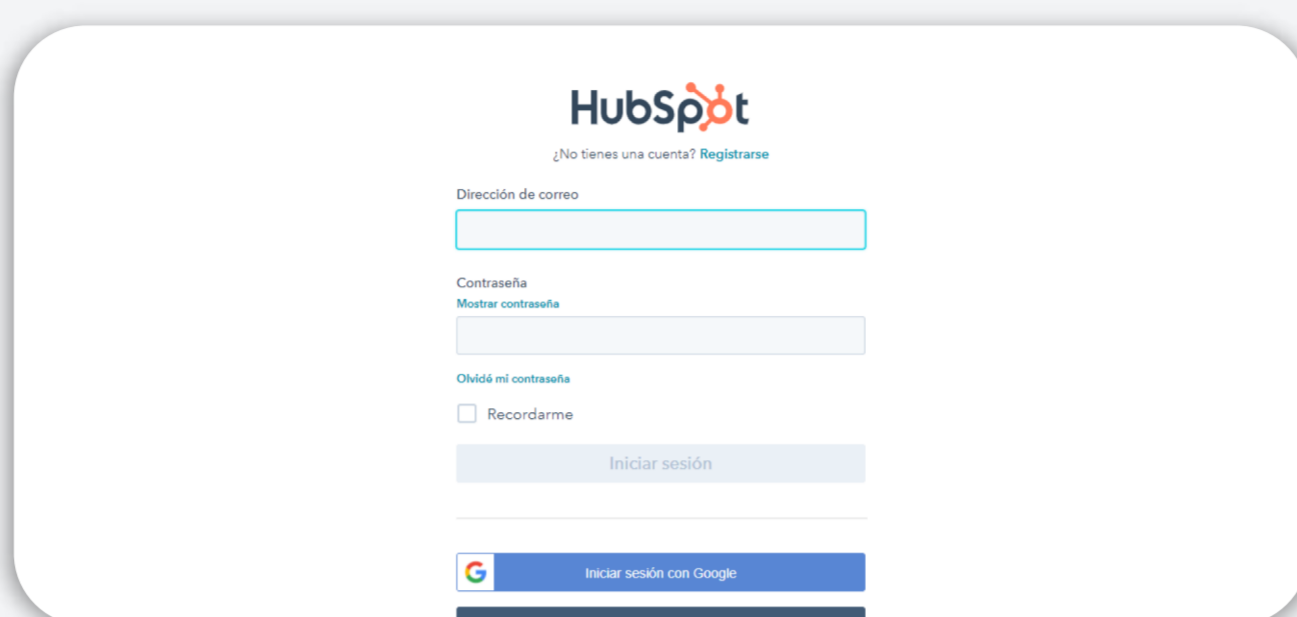 HubSpot
¿No tienes una cuenta? Registrarse
Dirección de correo
Contraseña
Mostrar contraseña
Olvidé mi contraseña
Recordarme
Iniciar sesión
G Iniciar sesión con Google